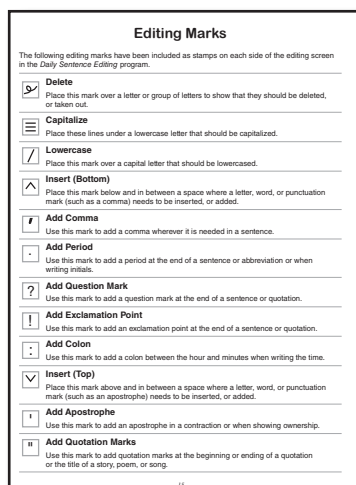 Editing Marks
The following editing marks have been included as stamps on each side of the editing screen
in the Daily Sentence Editing program.
Delete
Place this mark over a letter or group of letters to show that they should be deleted,
or taken out.
Capitalize
Place these lines under a lowercase letter that should be capitalized.
/ Lowercase
Place this mark over a capital letter that should be lowercased.
Insert (Bottom)
Place this mark below and in between a space where a letter, word, or punctuation
mark (such as a comma) needs to be inserted, or added.
Add Comma
Use this mark to add a comma wherever it is needed in a sentence.
. Add Period
Use this mark to add a period at the end of a sentence or abbreviation or when
writing initials.
? Add Question Mark
Use this mark to add a question mark at the end of a sentence or quotation.
! Add Exclamation Point
Use this mark to add an exclamation point at the end of a sentence or quotation.
: Add Colon
Use this mark to add a colon between the hour and minutes when writing the time.
Insert (Top)
Place this mark above and in between a space where a letter, word, or punctuation
mark (such as an apostrophe) needs to be inserted, or added.
' Add Apostrophe
Use this mark to add an apostrophe in a contraction or when showing ownership.
" Add Quotation Marks
Use this mark to add quotation marks at the beginning or ending of a quotation
or the title of a story, poem, or song.